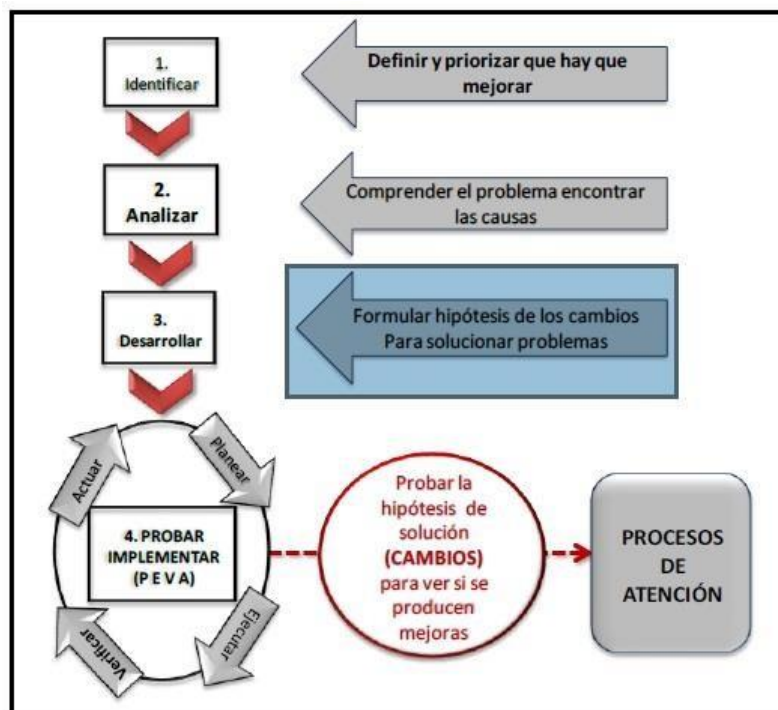 1.
Identificar
Definir y priorizar que hay que
mejorar
2.
Analizar
Comprender el problema encontrar
las causas
3.
Desarrollar
Formular hipótesis de los cambios
Para solucionar problemas
Actuar
Planear
4. PROBAR
IMPLEMENTAR
(P E V A)
Verificar
Ejecutar
Probar la
hipótesis de
solución
(CAMBIOS)
para ver si se
producen
mejoras
PROCESOS
DE
ATENCIÓN